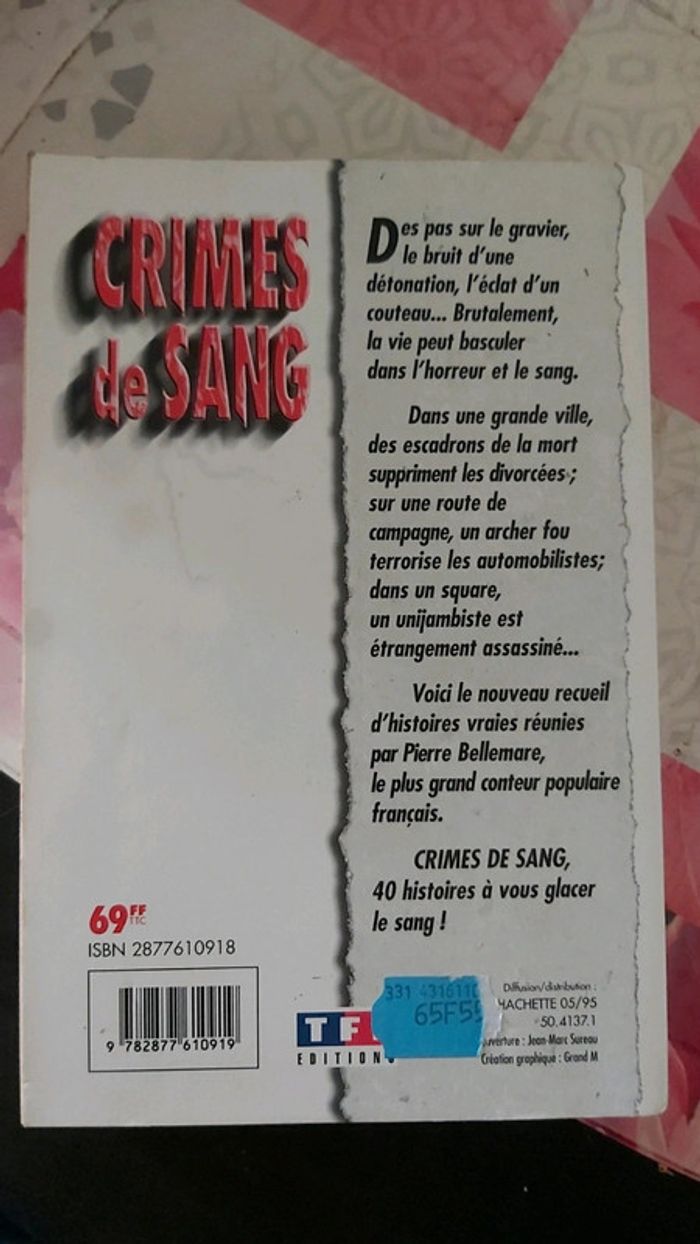 CRIMES
de SANG
Des pas sur le gravier,
le bruit d'une
détonation, l'éclat d'un
couteau... Brutalement,
la vie peut basculer
dans l'horreur et le sang.
Dans une grande ville,
des escadrons de la mort
suppriment les divorcées ;
sur une route de
campagne, un archer fou
terrorise les automobilistes;
dans un square,
un unijambiste est
étrangement assassiné...
Voici le nouveau recueil
d'histoires vraies réunies
par Pierre Bellemare,
le plus grand conteur populaire
français.
CRIMES DE SANG,
40 histoires à vous glacer
le sang !
69FF
TTC
ISBN 2877610918
9 782877 610919
TF
EDITIONS
331 4316110
65F5
Diffusion/distribution :
HACHETTE 05/95
50.4137.1
uverture : Jean-Marc Sureau
Création graphique : Grand M